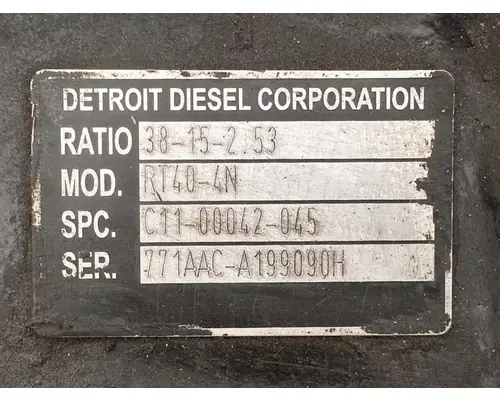 DETROIT DIESEL CORPORATION
RATIO 38-15-2.53
MOD. RT40-4N
SPC. C11-00042-045
SER. 771AAC-A199090H